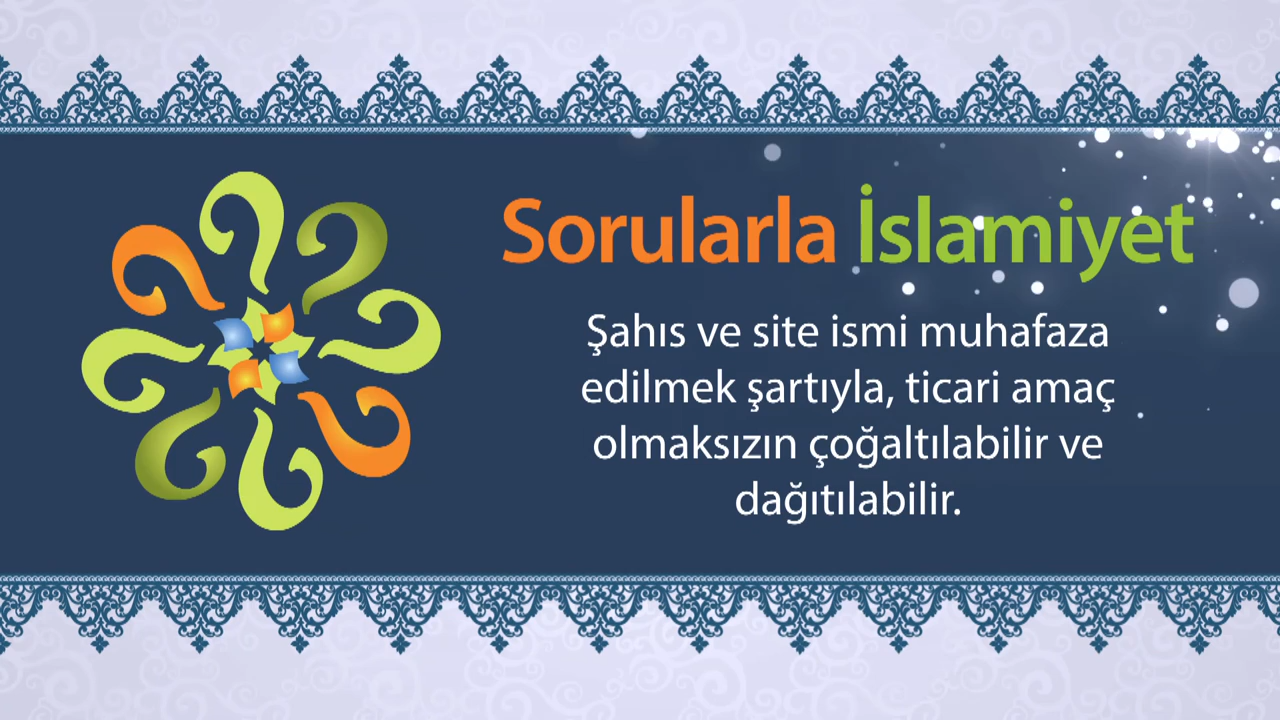 Sorularla İslamiyet
Şahıs ve site ismi muhafaza
edilmek şartıyla, ticari amaç
olmaksızın çoğaltılabilir ve
dağıtılabilir.